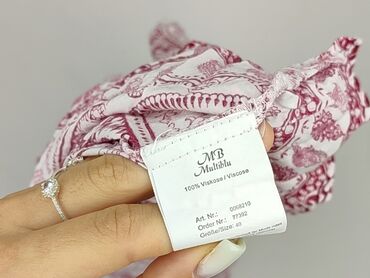 MB
Multiblu
100% Viskose / Viscose
Art. Nr.: 0008219
Order Nr.: 77392
Größe/Size: 48